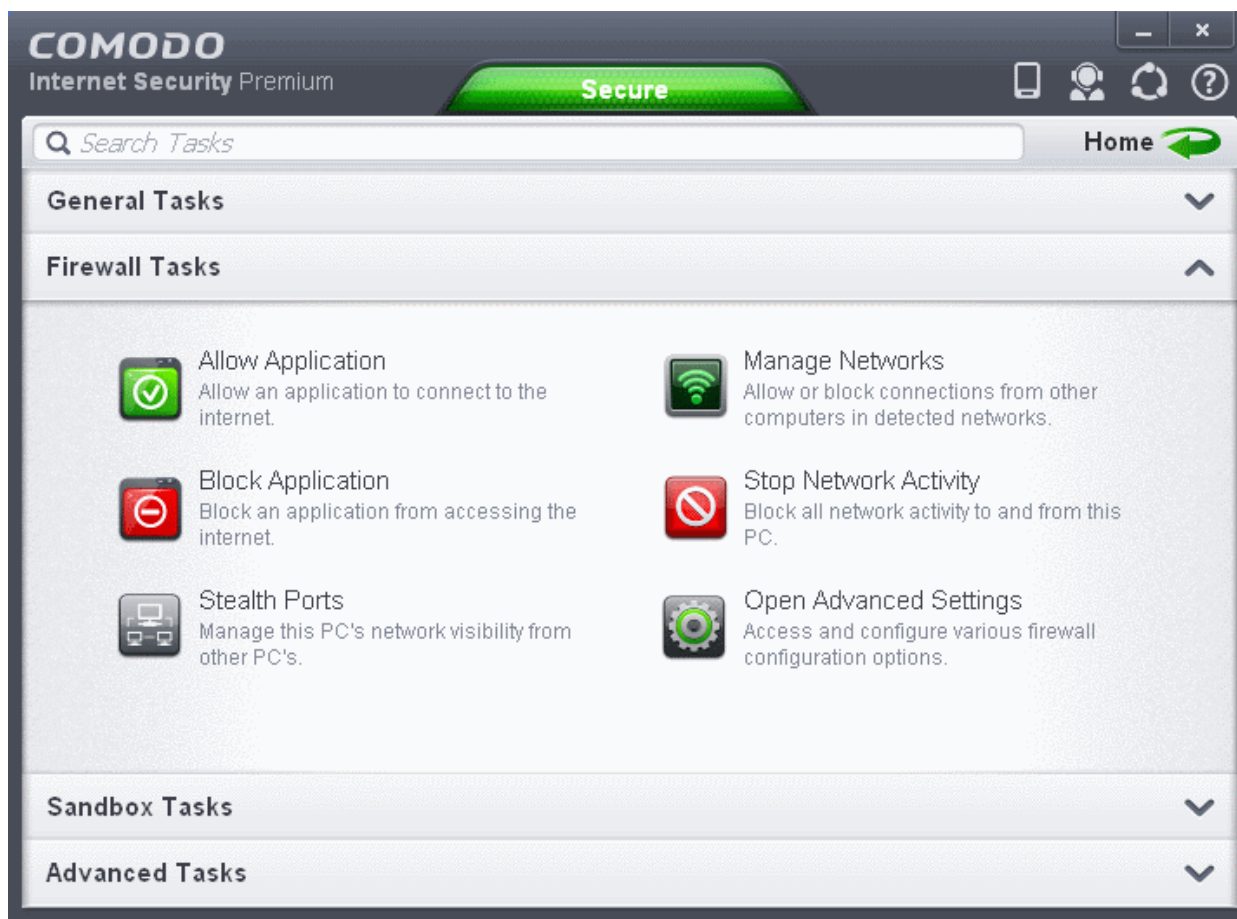 COMODO
Internet Security Premium
Secure
Search Tasks
Home
General Tasks
Firewall Tasks
Allow Application
Allow an application to connect to the
internet.
Manage Networks
Allow or block connections from other
computers in detected networks.
Block Application
Block an application from accessing the
internet.
Stop Network Activity
Block all network activity to and from this
PC.
Stealth Ports
Manage this PC's network visibility from
other PC's.
Open Advanced Settings
Access and configure various firewall
configuration options.
Sandbox Tasks
Advanced Tasks